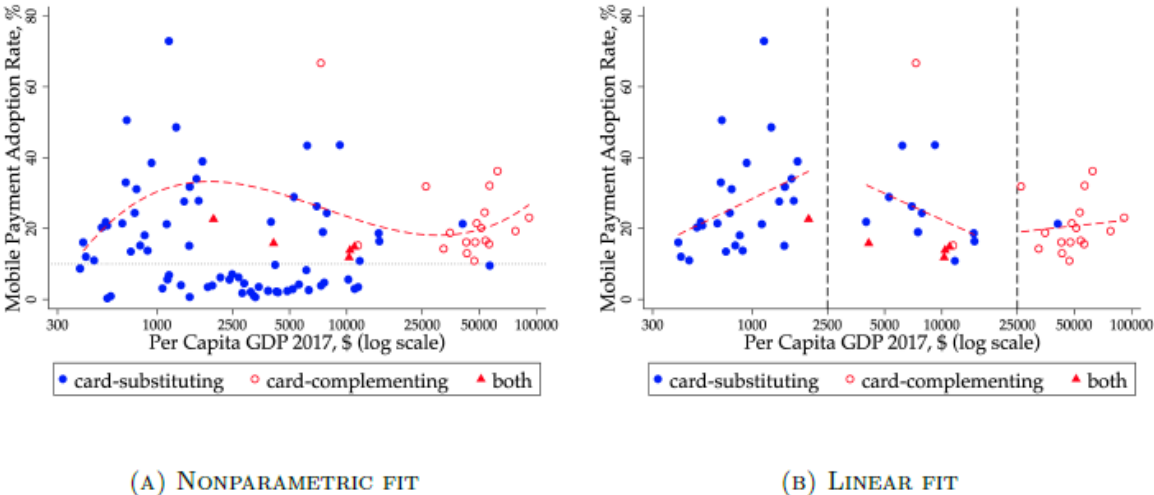 Mobile Payment Adoption Rate, %
80
60
40
20
0
300 1000 2500 5000 10000 25000 50000 100000
Per Capita GDP 2017, $ (log scale)
card-substituting card-complementing both
(A) NONPARAMETRIC FIT
Mobile Payment Adoption Rate, %
80
60
40
20
0
300 1000 2500 5000 10000 25000 50000 100000
Per Capita GDP 2017, $ (log scale)
card-substituting card-complementing both
(B) LINEAR FIT